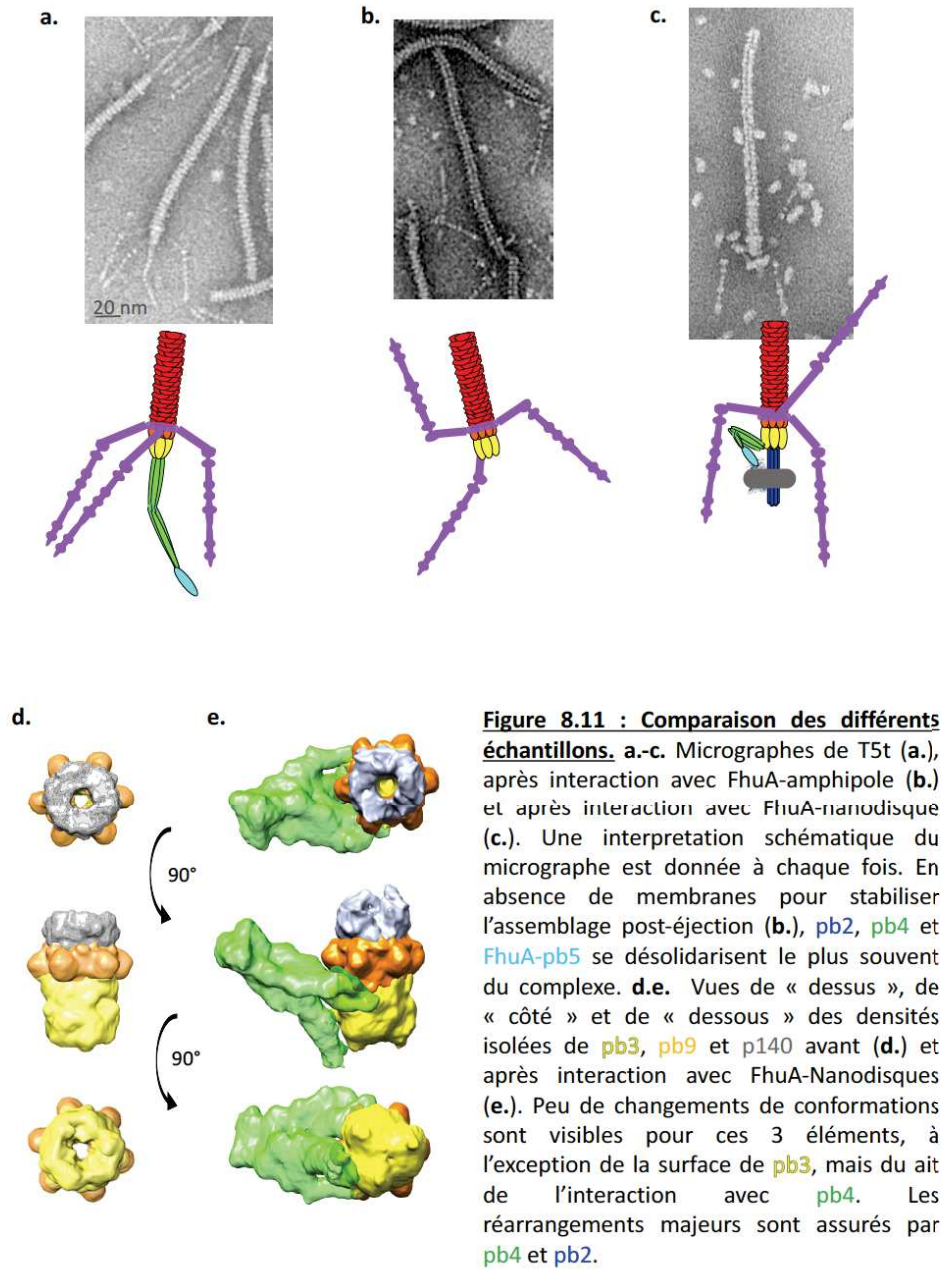 a.
b.
c.
20 nm
d.
e.
90°
90°
Figure 8.11 : Comparaison des différents
échantillons. a.-c. Micrographes de T5t (a.),
après interaction avec FhuA-amphipole (b.)
et après interaction avec FhuA-nanodisque
(c.). Une interpretation schématique du
micrographe est donnée à chaque fois. En
absence de membranes pour stabiliser
l’assemblage post-éjection (b.), pb2, pb4 et
FhuA-pb5 se désolidarisent le plus souvent
du complexe. d.e. Vues de « dessus », de
« côté » et de « dessous » des densités
isolées de pb3, pb9 et p140 avant (d.) et
après interaction avec FhuA-Nanodisques
(e.). Peu de changements de conformations
sont visibles pour ces 3 éléments, à
l’exception de la surface de pb3, mais du ait
de l’interaction avec pb4. Les
réarrangements majeurs sont assurés par
pb4 et pb2.